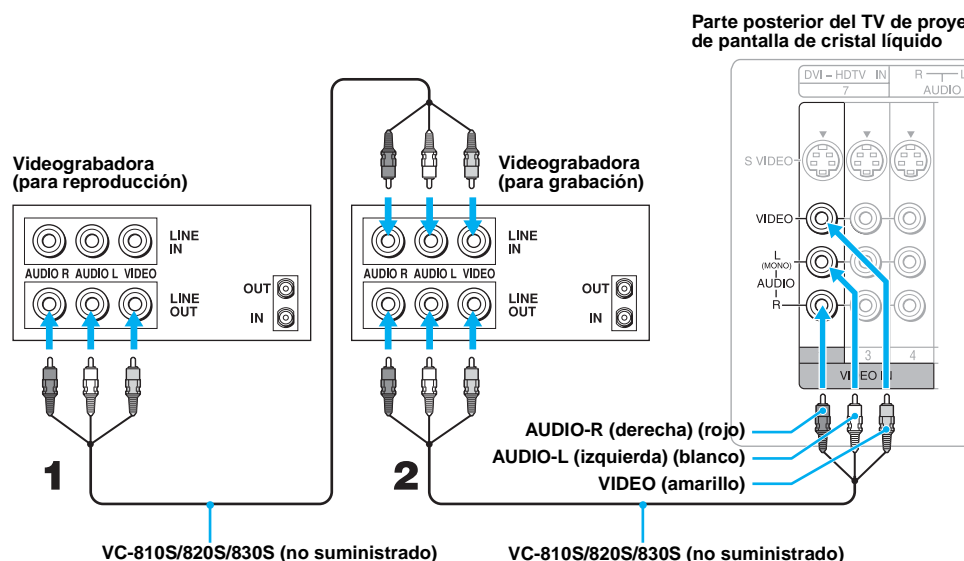 Parte posterior del TV de proye
de pantalla de cristal líquido
DVI – HDTV IN
7
R L
AUDIO
S VIDEO
VIDEO
L
(MONO)
AUDIO
R
3
4
VIDEO IN
Videograbadora
(para reproducción)
LINE
IN
AUDIO R AUDIO L VIDEO
LINE
OUT
OUT
IN
Videograbadora
(para grabación)
LINE
IN
AUDIO R AUDIO L VIDEO
LINE
OUT
OUT
IN
AUDIO-R (derecha) (rojo)
AUDIO-L (izquierda) (blanco)
VIDEO (amarillo)
1
2
VC-810S/820S/830S (no suministrado)
VC-810S/820S/830S (no suministrado)